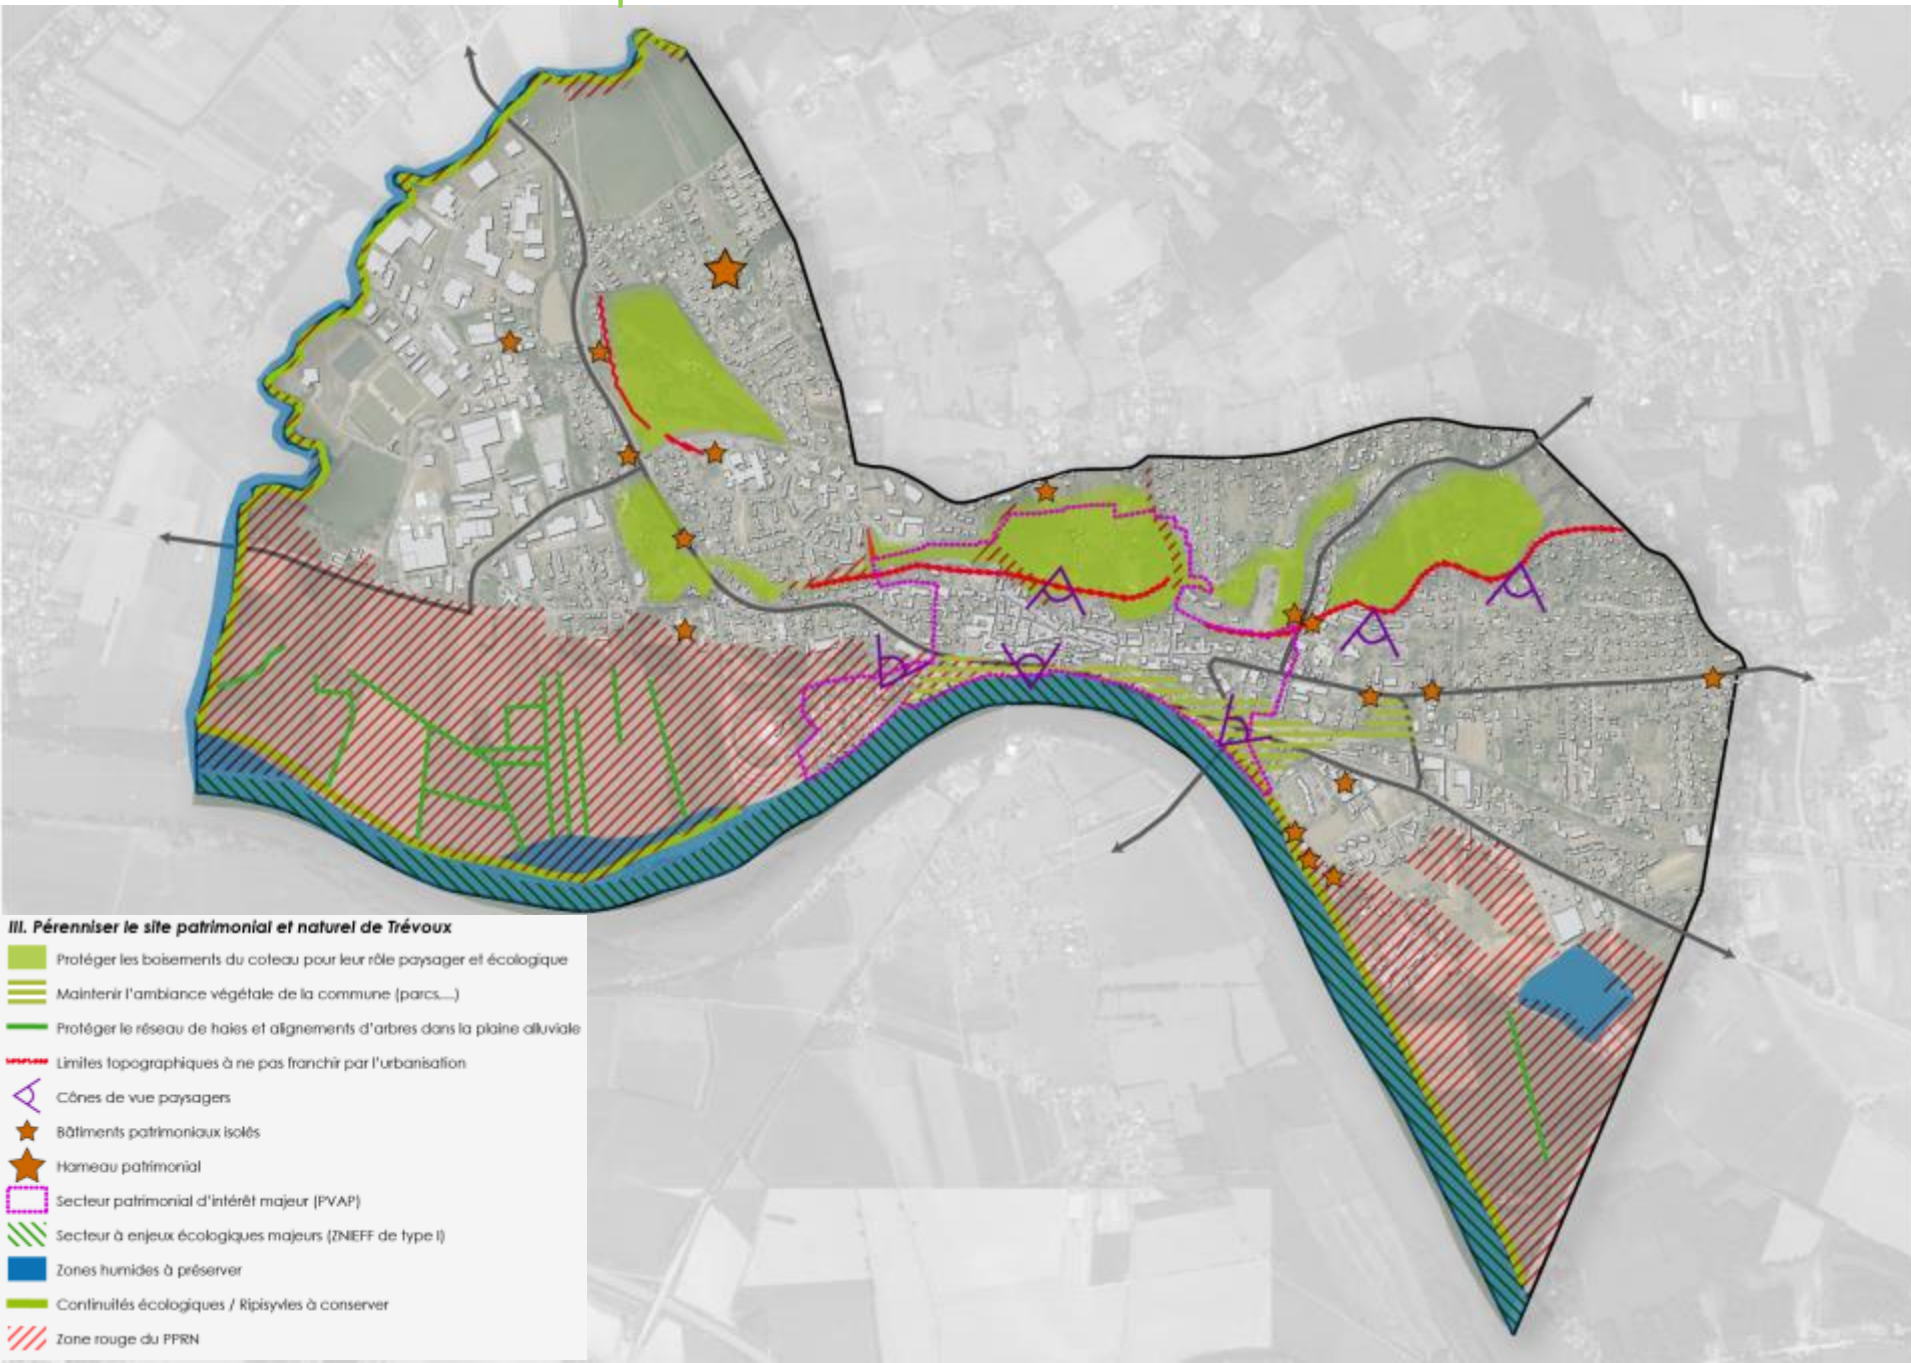 III. Pérenniser le site patrimonial et naturel de Trévoux
Protéger les boisements du coteau pour leur rôle paysager et écologique
Maintenir l'ambiance végétale de la commune (parcs,...)
Protéger le réseau de haies et alignements d'arbres dans la plaine alluviale
Limites topographiques à ne pas franchir par l'urbanisation
Cônes de vue paysagers
Bâtiments patrimoniaux isolés
Hameau patrimonial
Secteur patrimonial d'intérêt majeur (PVAP)
Secteur à enjeux écologiques majeurs (ZNIEFF de type I)
Zones humides à préserver
Continuités écologiques / Ripisyvles à conserver
Zone rouge du PPRN